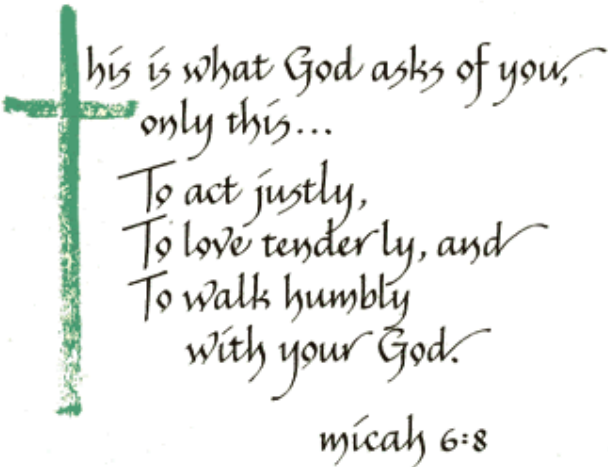 This is what God asks of you,
only this...
To act justly,
To love tenderly, and
To walk humbly
with your God.
micah 6:8